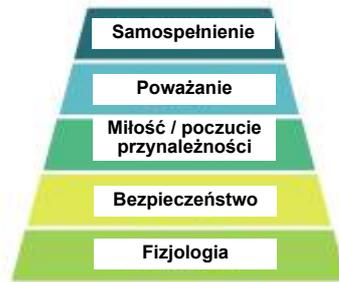 Samospełnienie
Poważanie
Miłość / poczucie
przynależności
Bezpieczeństwo
Fizjologia